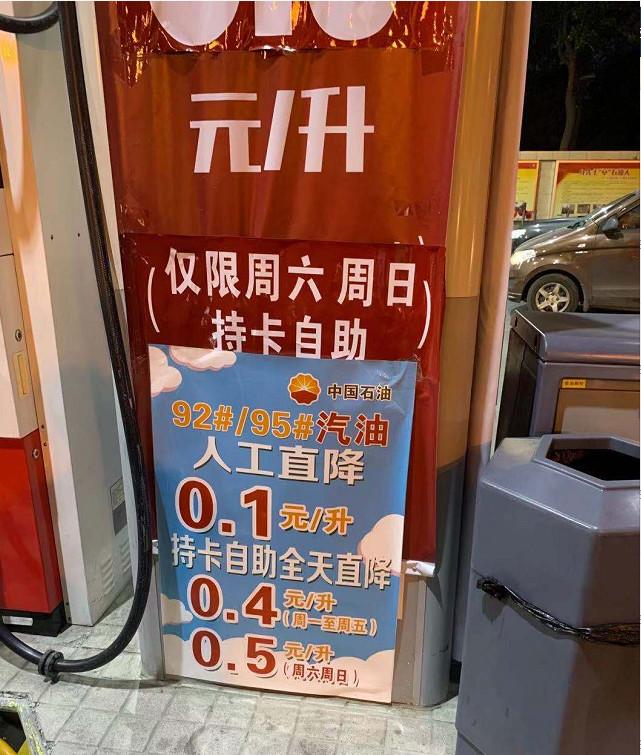 元/升
(仅限周六 周日
持卡自助)
中国石油
92#/95#汽油
人工直降
0.1元/升
持卡自助全天直降
0.4元/升
(周一至周五)
0.5元/升
(周六周日)